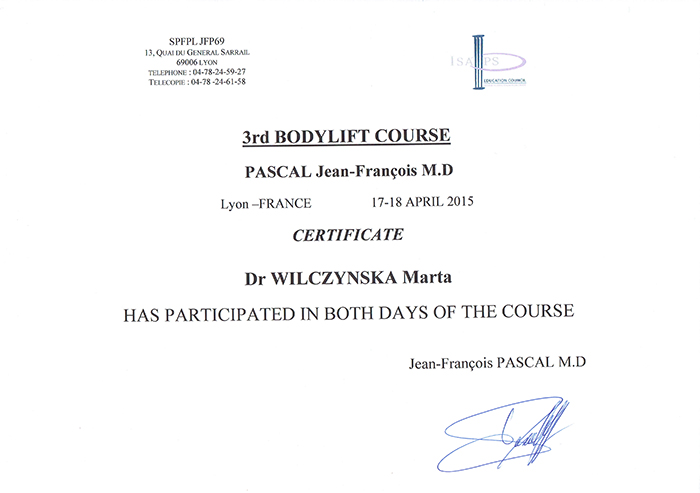 SPFPL JFP69
13, QUAI DU GENERAL SARRAIL
69006 LYON
TELEPHONE : 04-78-24-59-27
TELECOPIE : 04-78 -24-61-58
ISAPS
EDUCATION COUNCIL
3rd BODYLIFT COURSE
PASCAL Jean-François M.D
Lyon –FRANCE 17-18 APRIL 2015
CERTIFICATE
Dr WILCZYNSKA Marta
HAS PARTICIPATED IN BOTH DAYS OF THE COURSE
Jean-François PASCAL M.D